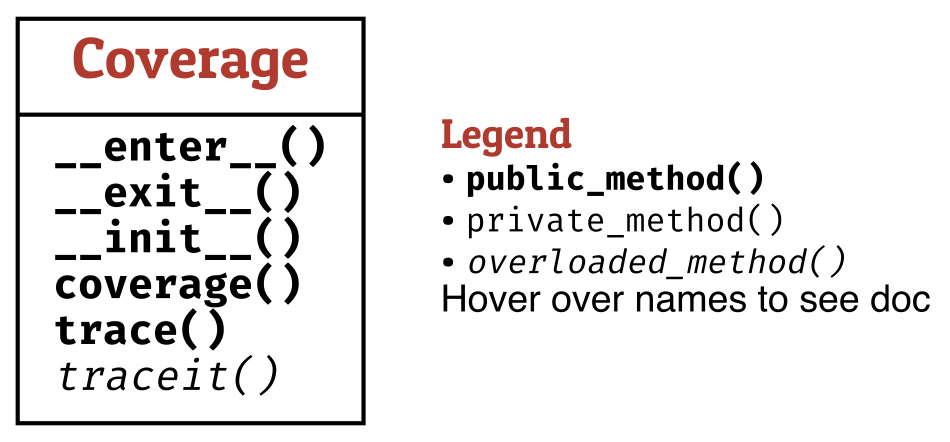 Coverage
__enter__()
__exit__()
__init__()
coverage()
trace()
traceit()
Legend
• public_method()
• private_method()
• overloaded_method()
Hover over names to see doc